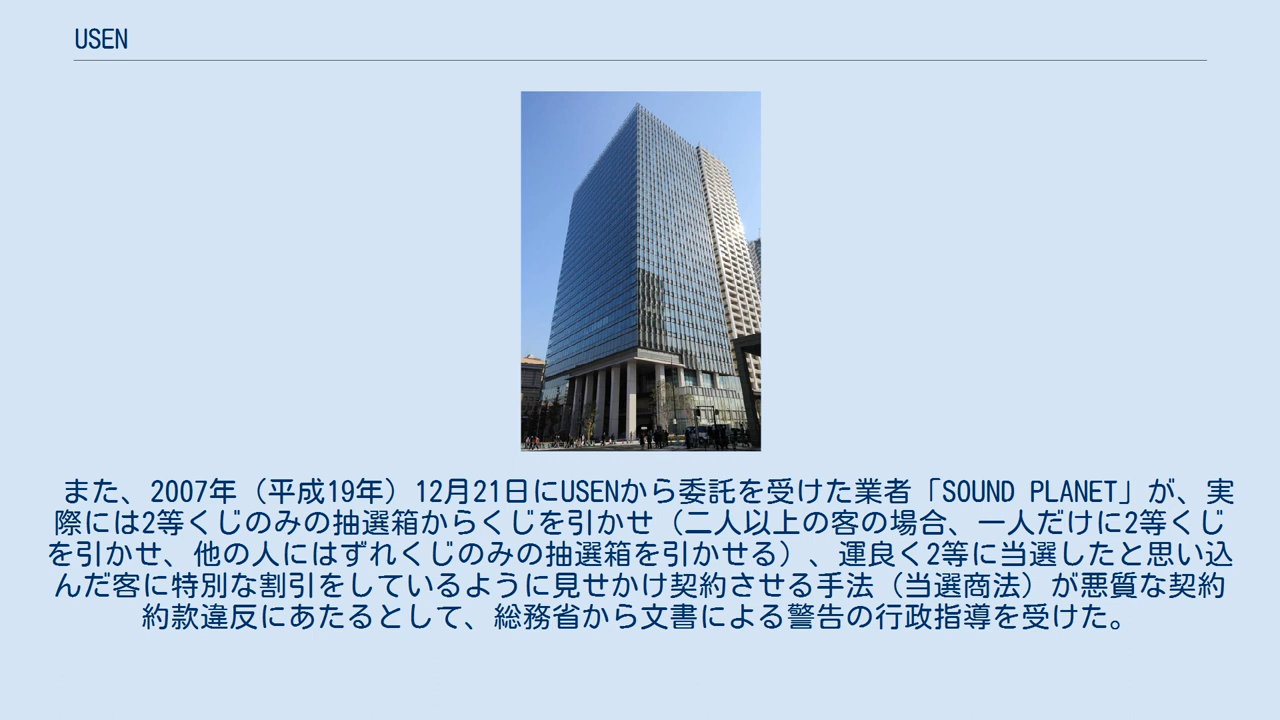 USEN
また、2007年（平成19年）12月21日にUSENから委託を受けた業者「SOUND PLANET」が、実
際には2等くじのみの抽選箱からくじを引かせ（二人以上の客の場合、一人だけに2等くじ
を引かせ、他の人にはずれくじのみの抽選箱を引かせる）、運良く2等に当選したと思い込
んだ客に特別な割引をしているように見せかけ契約させる手法（当選商法）が悪質な契約
約款違反にあたるとして、総務省から文書による警告の行政指導を受けた。